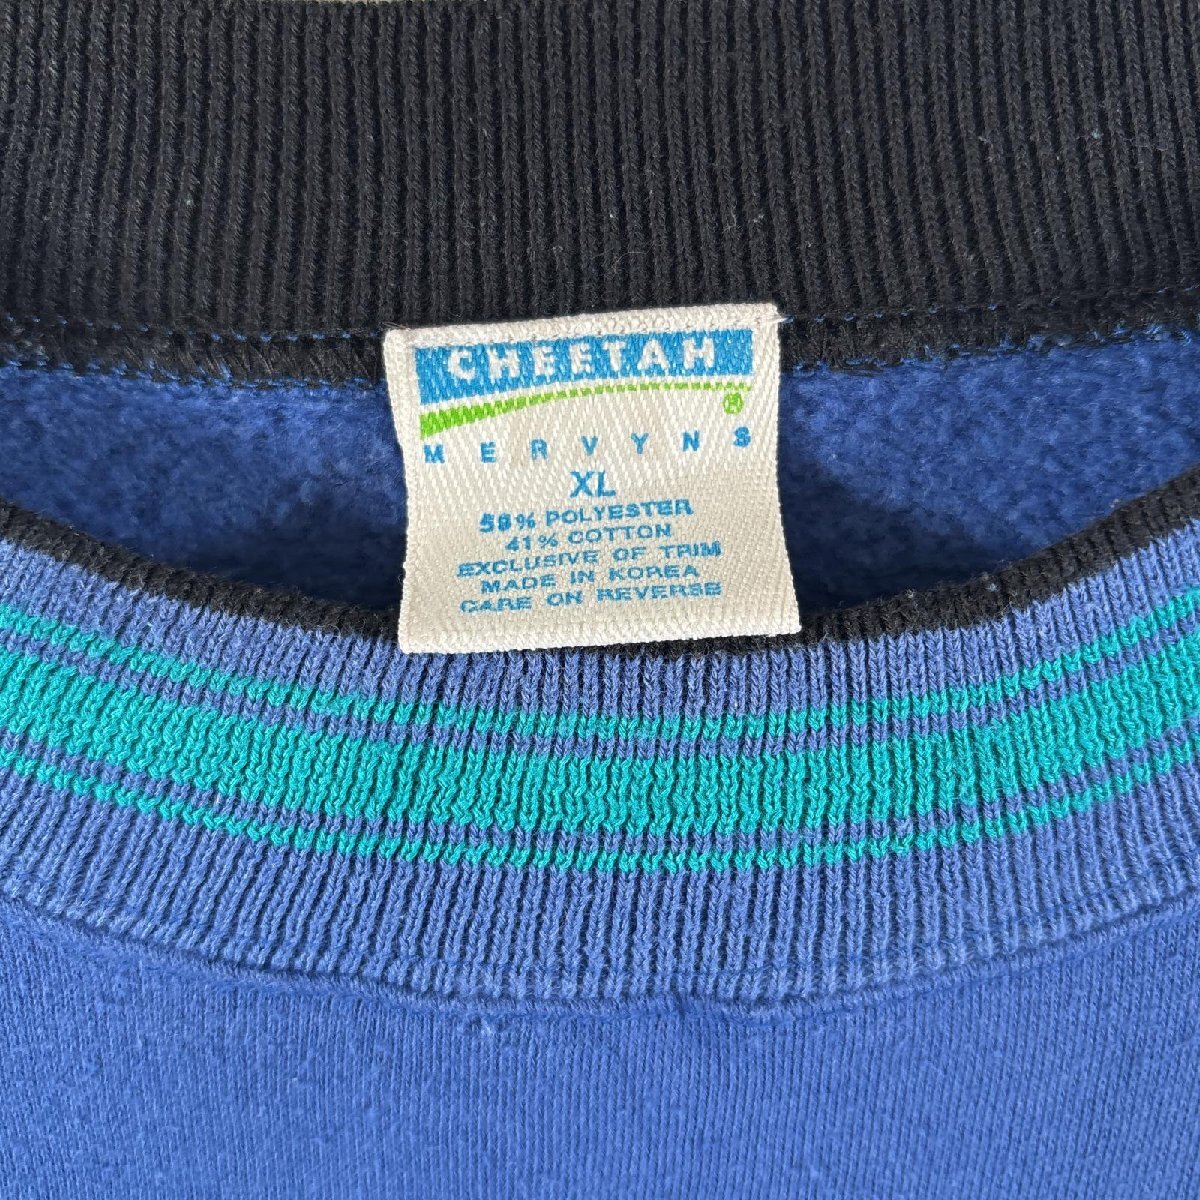 CHEETAH
®
MERVYNS
XL
59% POLYESTER
41% COTTON
EXCLUSIVE OF TRIM
MADE IN KOREA
CARE ON REVERSE